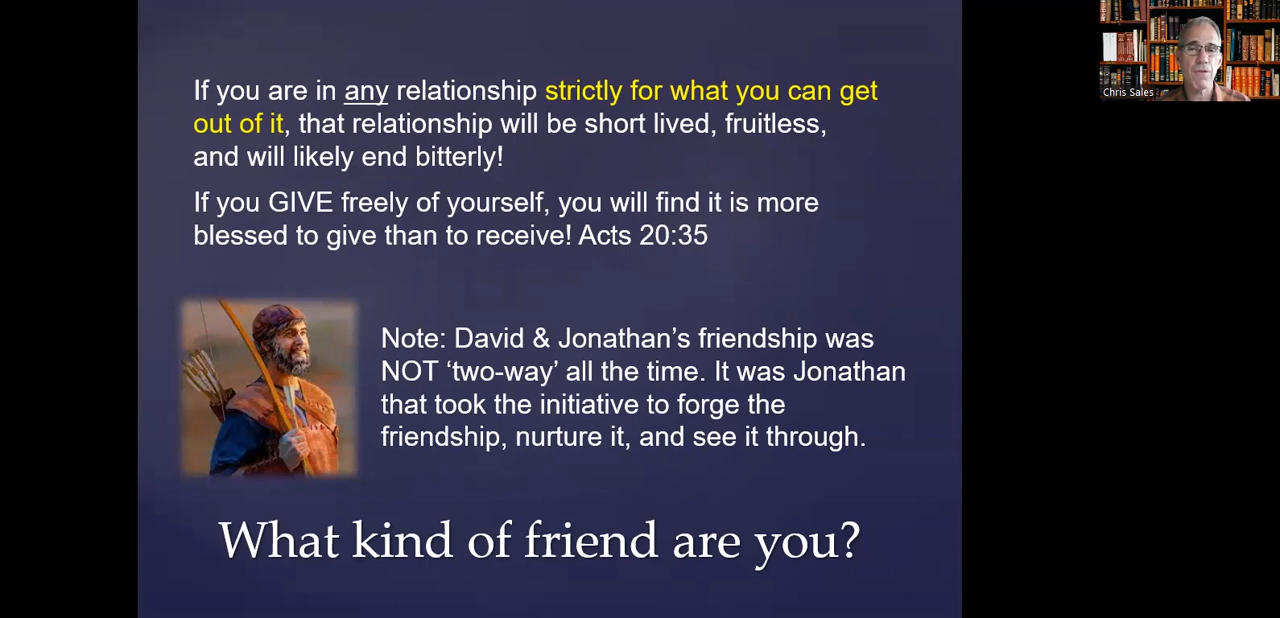 If you are in any relationship strictly for what you can get
out of it, that relationship will be short lived, fruitless,
and will likely end bitterly!
If you GIVE freely of yourself, you will find it is more
blessed to give than to receive! Acts 20:35
Note: David & Jonathan’s friendship was
NOT ‘two-way’ all the time. It was Jonathan
that took the initiative to forge the
friendship, nurture it, and see it through.
What kind of friend are you?
Chris Sales